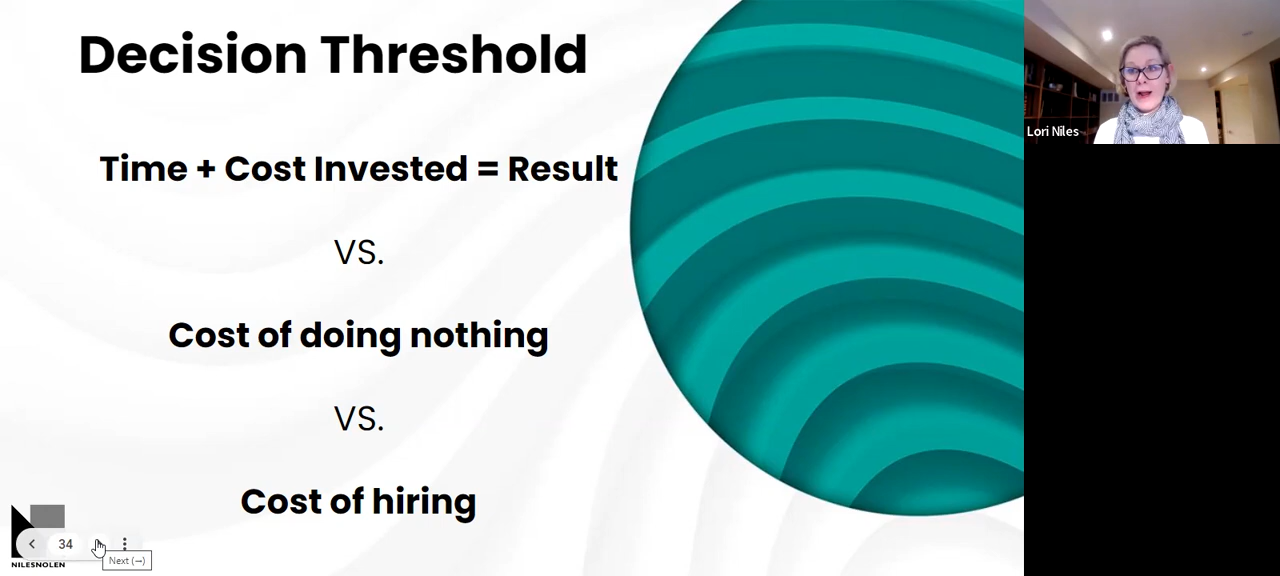 Decision Threshold
Time + Cost Invested = Result
VS.
Cost of doing nothing
VS.
Cost of hiring
Lori Niles
34
Next (→)
NILESNOLEN